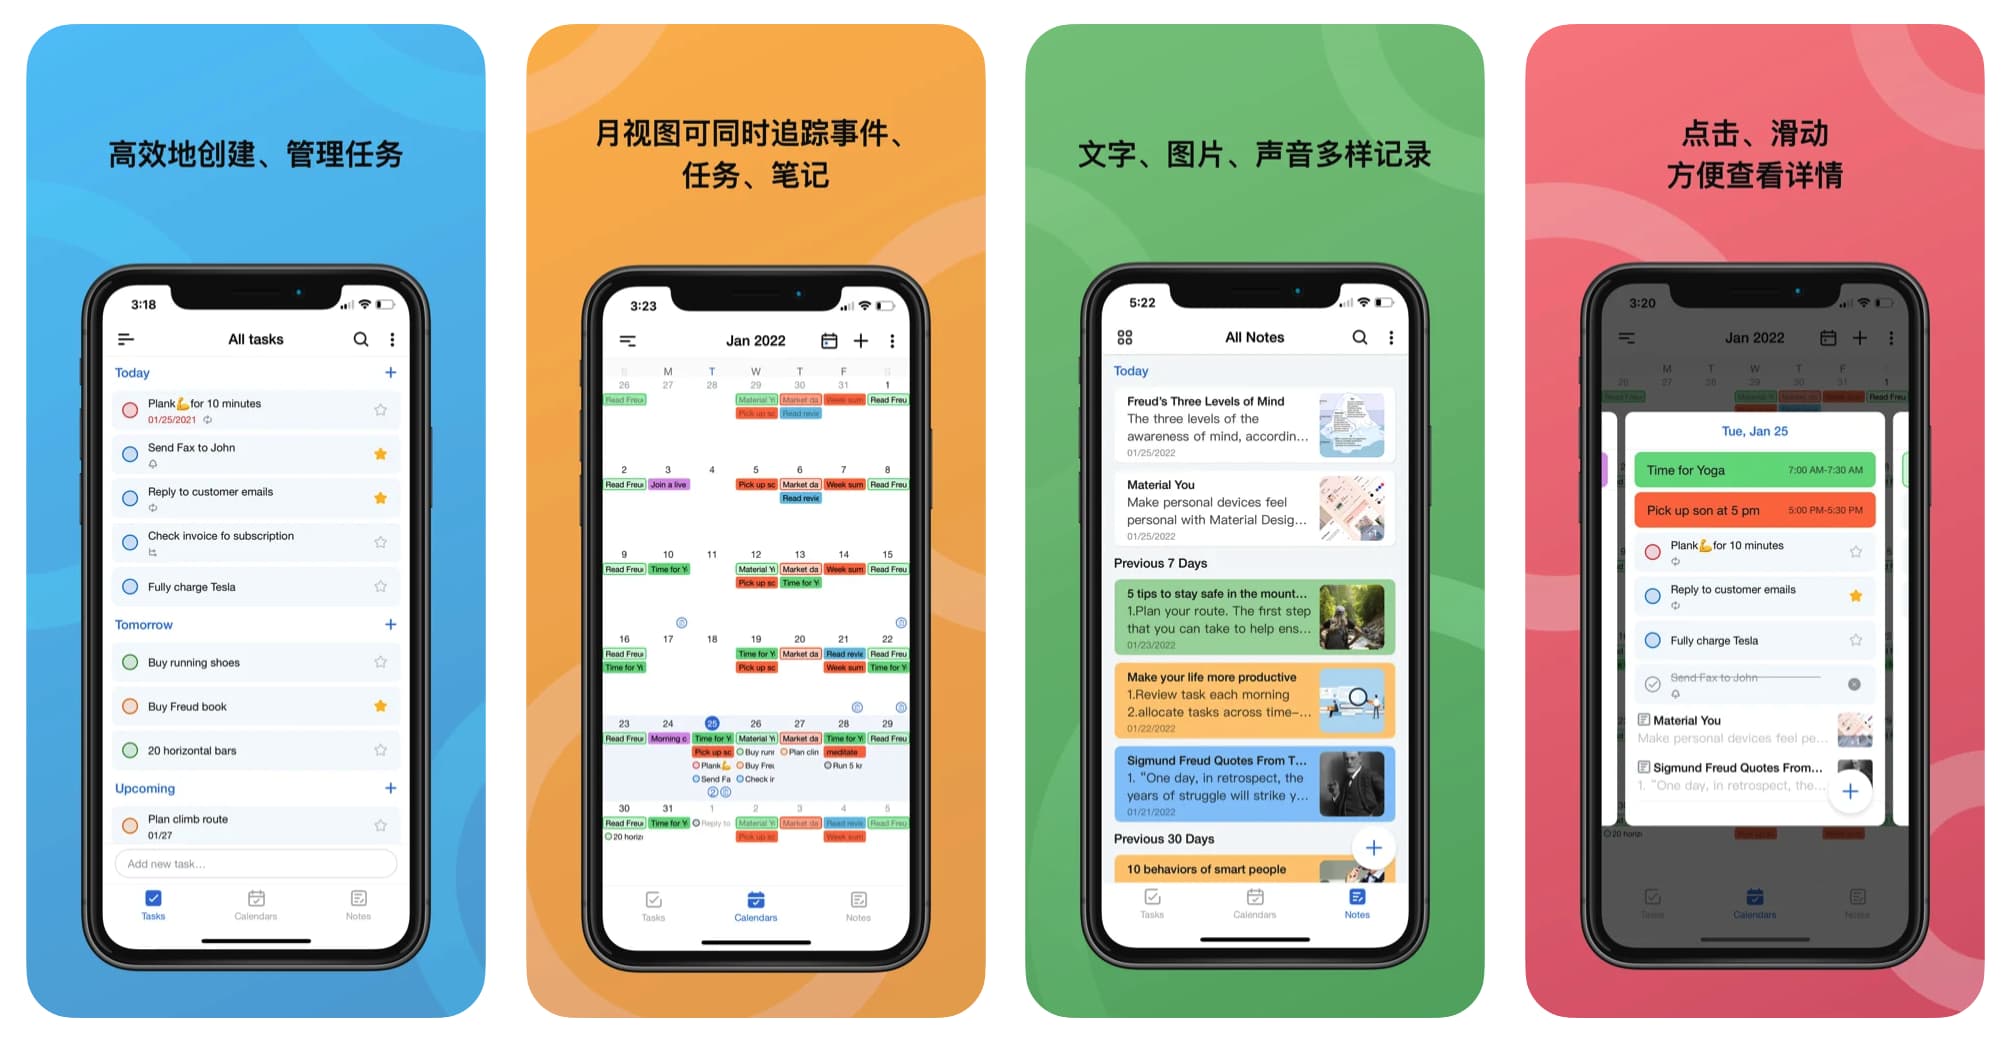 高效地创建、管理任务
3:18
All tasks
Today
Plank💪for 10 minutes
01/25/2021
Send Fax to John
Reply to customer emails
Check invoice fo subscription
Fully charge Tesla
Tomorrow
Buy running shoes
Buy Freud book
20 horizontal bars
Upcoming
Plan climb route
01/27
Add new task...
Tasks Calendars Notes
月视图可同时追踪事件、
任务、笔记
3:23
Jan 2022
S M T W T F S
26 27 28 29 30 31 1
Read Freu Material Y Market da Week sum Read Freu
Pick up sc Read revie
2 3 4 5 6 7 8
Read Freu Join a live Pick up sc Market da Week sum Read Freu
Read revie
9 10 11 12 13 14 15
Read Freu Time for Y Material Y Market da Week sum Read Freu
Pick up sc Time for Y
16 17 18 19 20 21 22
Read Freu Time for Y Market da Read revie Read Freu
Time for Y Pick up sc Week sum Time for Y
23 24 25 26 27 28 29
Read Freu Morning c Time for Y Material Y Market da Time for Y Read Freu
Pick up sc Buy runr Plan clin meditate
Plank💪 Buy Freu Run 5 kr
Send Fa Check ir
2
30 31 1 2 3 4 5
Read Freu Time for Y Reply to Material Y Market da Read revie Read Freu
20 horizo Pick up sc Week sum
Tasks Calendars Notes
文字、图片、声音多样记录
5:22
All Notes
Today
Freud's Three Levels of Mind
The three levels of the
awareness of mind, accordin...
01/25/2022
Material You
Make personal devices feel
personal with Material Desig...
01/25/2022
Previous 7 Days
5 tips to stay safe in the mount...
1.Plan your route. The first step
that you can take to help ens...
01/23/2022
Make your life more productive
1.Review task each morning
2.allocate tasks across time–...
01/22/2022
Sigmund Freud Quotes From T...
1. "One day, in retrospect, the
years of struggle will strike y...
01/21/2022
Previous 30 Days
10 behaviors of smart people
Tasks Calendars Notes
点击、滑动
方便查看详情
3:20
Jan 2022
M T W T F
26 27 28 29 30 31 1
Read Freu
Tue, Jan 25
Time for Yoga 7:00 AM-7:30 AM
Pick up son at 5 pm 5:00 PM-5:30 PM
Plank💪for 10 minutes
Reply to customer emails
Fully charge Tesla
Send Fax to John
Material You
Make personal devices feel pe...
Sigmund Freud Quotes From...
1. "One day, in retrospect, the...
20 horizo Pick up sc Week sum
Tasks Calendars Notes